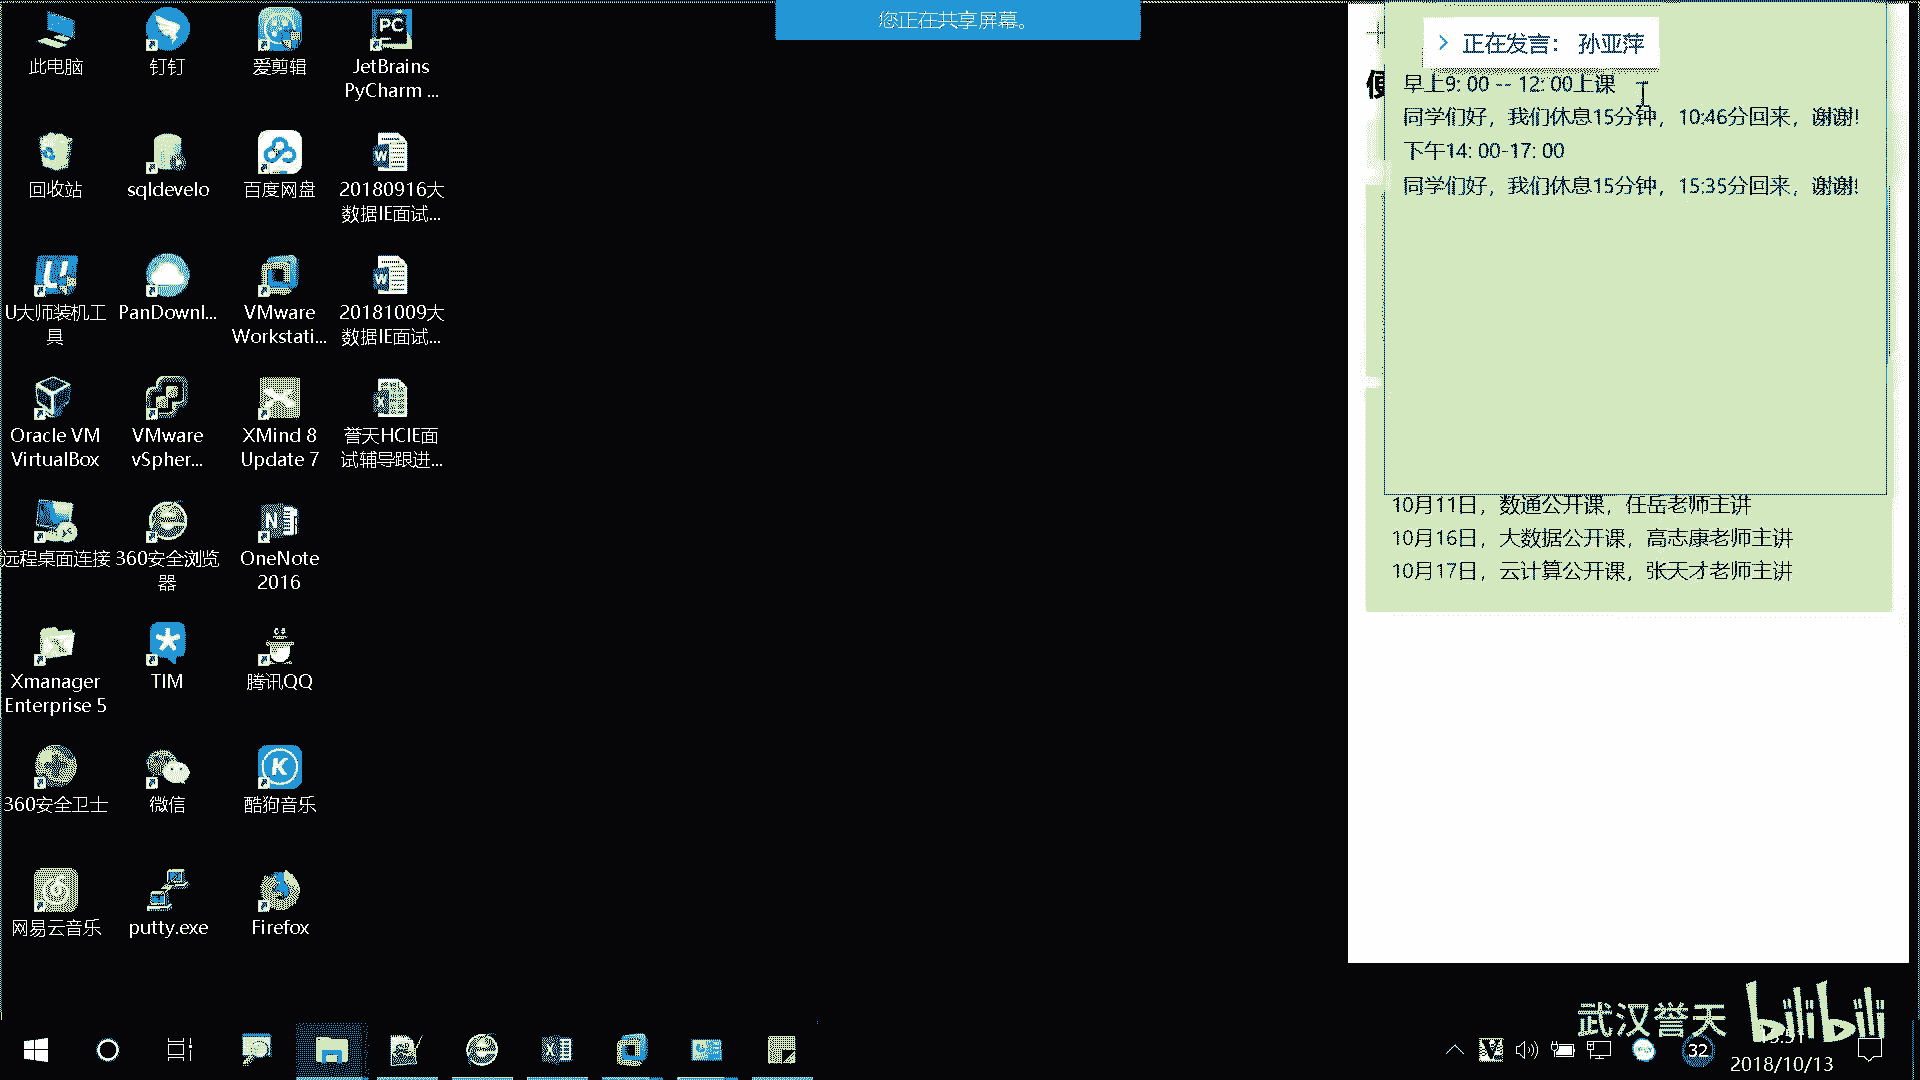 您正在共享屏幕。
正在发言： 孙亚萍
早上9: 00 -- 12: 00上课
同学们好，我们休息15分钟，10:46分回来，谢谢!
下午14: 00-17: 00
同学们好，我们休息15分钟，15:35分回来，谢谢!
10月11日，数通公开课，任岳老师主讲
10月16日，大数据公开课，高志康老师主讲
10月17日，云计算公开课，张天才老师主讲
此电脑
钉钉
爱剪辑
JetBrains
PyCharm ...
回收站
sqldevelo
百度网盘
20180916大
数据IE面试...
U大师装机工
具
PanDownl...
VMware
Workstati...
20181009大
数据IE面试...
Oracle VM
VirtualBox
VMware
vSpher...
XMind 8
Update 7
誉天HCIE面
试辅导跟进...
远程桌面连接
360安全浏览
器
OneNote
2016
Xmanager
Enterprise 5
TIM
腾讯QQ
360安全卫士
微信
酷狗音乐
网易云音乐
putty.exe
Firefox
武汉誉天
bilibili
32
2018/10/13